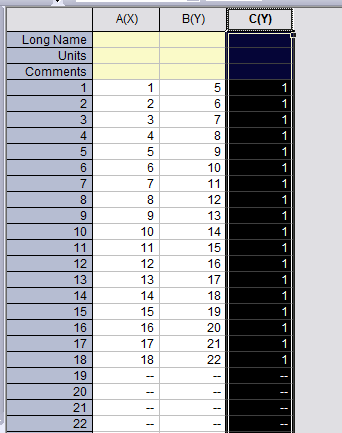 A(X) B(Y) C(Y)
Long Name
Units
Comments
1 1 5 1
2 2 6 1
3 3 7 1
4 4 8 1
5 5 9 1
6 6 10 1
7 7 11 1
8 8 12 1
9 9 13 1
10 10 14 1
11 11 15 1
12 12 16 1
13 13 17 1
14 14 18 1
15 15 19 1
16 16 20 1
17 17 21 1
18 18 22 1
19 -- -- --
20 -- -- --
21 -- -- --
22 -- -- --